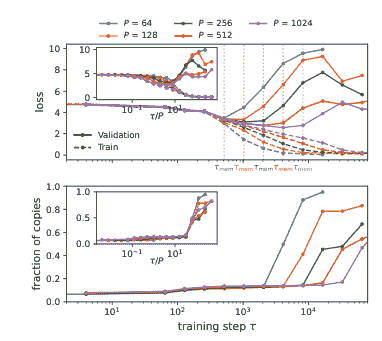 P = 64 P = 256 P = 1024
P = 128 P = 512
10
8
6
4
2
0
loss
10
5
0
10⁻¹ 10¹
τ/P
Validation
Train
τmem τmem τmem τmem τmem
1.0
0.8
0.6
0.4
0.2
0.0
fraction of copies
1.0
0.5
0.0
10⁻¹ 10¹
τ/P
10¹ 10² 10³ 10⁴
training step τ